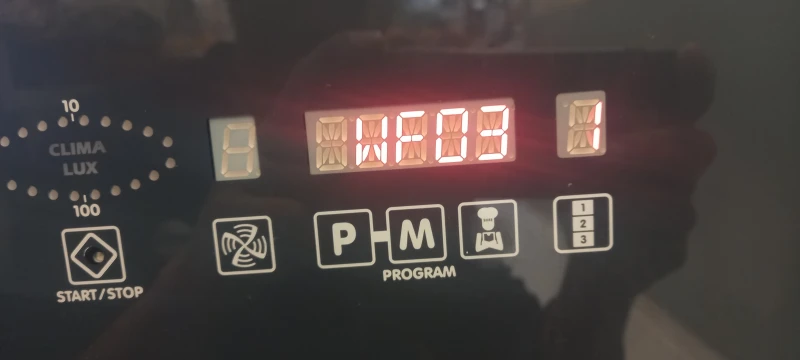 10
CLIMA
LUX
100
WF03
1
P M
1
2
3
PROGRAM
START/STOP